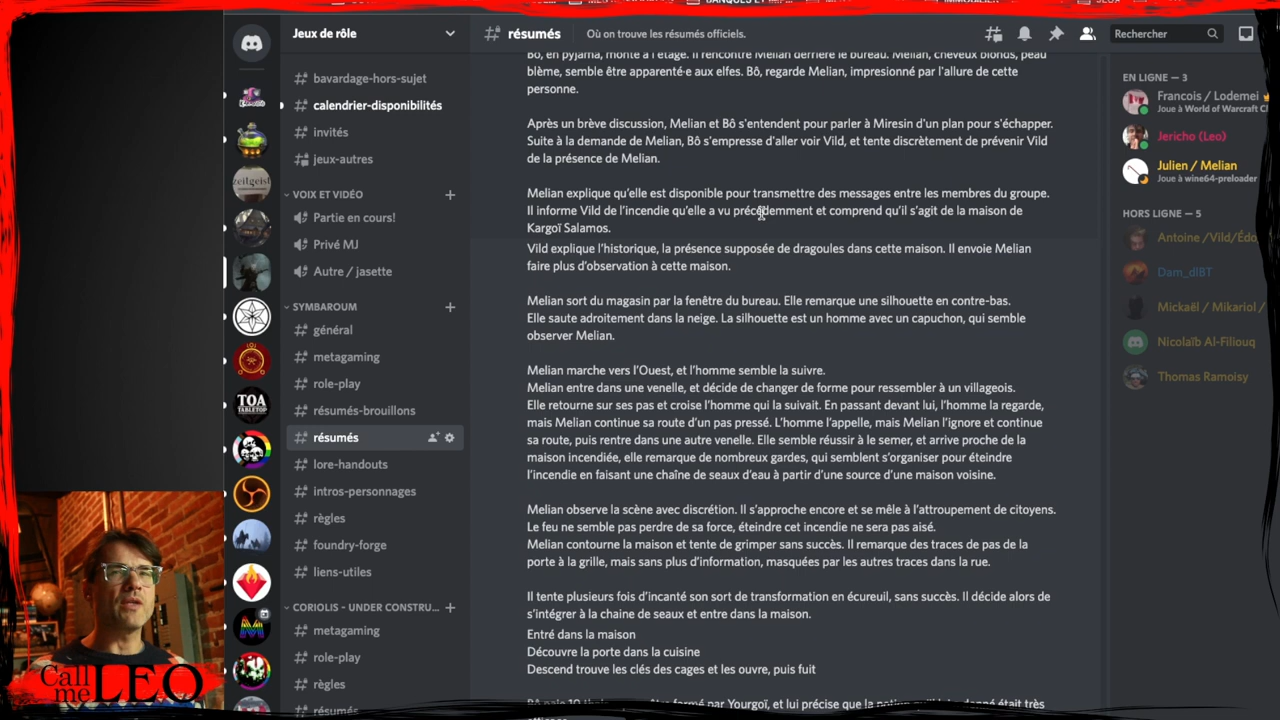 Jeux de rôle
bavardage-hors-sujet
calendrier-disponibilités
invités
jeux-autres
VOIX ET VIDÉO
Partie en cours!
Privé MJ
Autre / jasette
SYMBAROUM
général
metagaming
role-play
résumés-brouillons
résumés
lore-handouts
intros-personnages
règles
foundry-forge
liens-utiles
CORIOLIS - UNDER CONSTRU...
metagaming
role-play
règles
résumés
zeitgeist
TOA
TABLETOP
résumés
Où on trouve les résumés officiels.
Rechercher
Bô, en pyjama, monte à l'étage. Il rencontre Melian derrière le bureau. Melian, cheveux blonds, peau
blème, semble être apparenté·e aux elfes. Bô, regarde Melian, impresionné par l'allure de cette
personne.
Après un brève discussion, Melian et Bô s'entendent pour parler à Miresin d'un plan pour s'échapper.
Suite à la demande de Melian, Bô s'empresse d'aller voir Vild, et tente discrètement de prévenir Vild
de la présence de Melian.
Melian explique qu'elle est disponible pour transmettre des messages entre les membres du groupe.
Il informe Vild de l'incendie qu'elle a vu précédemment et comprend qu'il s'agit de la maison de
Kargoï Salamos.
Vild explique l'historique, la présence supposée de dragoules dans cette maison. Il envoie Melian
faire plus d'observation à cette maison.
Melian sort du magasin par la fenêtre du bureau. Elle remarque une silhouette en contre-bas.
Elle saute adroitement dans la neige. La silhouette est un homme avec un capuchon, qui semble
observer Melian.
Melian marche vers l'Ouest, et l'homme semble la suivre.
Melian entre dans une venelle, et décide de changer de forme pour ressembler à un villageois.
Elle retourne sur ses pas et croise l'homme qui la suivait. En passant devant lui, l'homme la regarde,
mais Melian continue sa route d'un pas pressé. L'homme l'appelle, mais Melian l'ignore et continue
sa route, puis rentre dans une autre venelle. Elle semble réussir à le semer, et arrive proche de la
maison incendiée, elle remarque de nombreux gardes, qui semblent s'organiser pour éteindre
l'incendie en faisant une chaîne de seaux d'eau à partir d'une source d'une maison voisine.
Melian observe la scène avec discrétion. Il s'approche encore et se mêle à l'attroupement de citoyens.
Le feu ne semble pas perdre de sa force, éteindre cet incendie ne sera pas aisé.
Melian contourne la maison et tente de grimper sans succès. Il remarque des traces de pas de la
porte à la grille, mais sans plus d'information, masquées par les autres traces dans la rue.
Il tente plusieurs fois d'incanté son sort de transformation en écureuil, sans succès. Il décide alors de
s'intégrer à la chaine de seaux et entre dans la maison.
Entré dans la maison
Découvre la porte dans la cuisine
Descend trouve les clés des cages et les ouvre, puis fuit
EN LIGNE — 3
Francois / Lodemei
Joue à World of Warcraft Cl
Jericho (Leo)
Julien / Melian
Joue à wine64-preloader
HORS LIGNE — 5
Antoine /Vild/Édo
Dam_dIBT
Mickaël / Mikariol /
Nicolaïb Al-Filiouq
Thomas Ramoisy
Call
me LEO